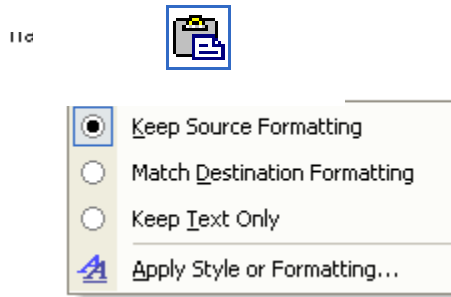 Keep Source Formatting
Match Destination Formatting
Keep Text Only
Apply Style or Formatting...